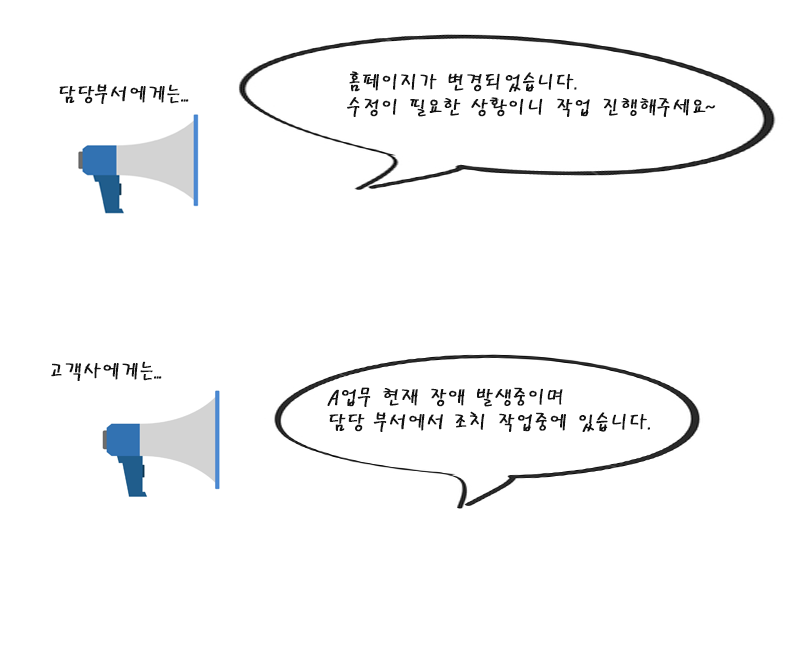 담당부서에게는...
홈페이지가 변경되었습니다.
수정이 필요한 상황이니 작업 진행해주세요~
고객사에게는...
A업무 현재 장애 발생중이며
담당 부서에서 조치 작업중에 있습니다.